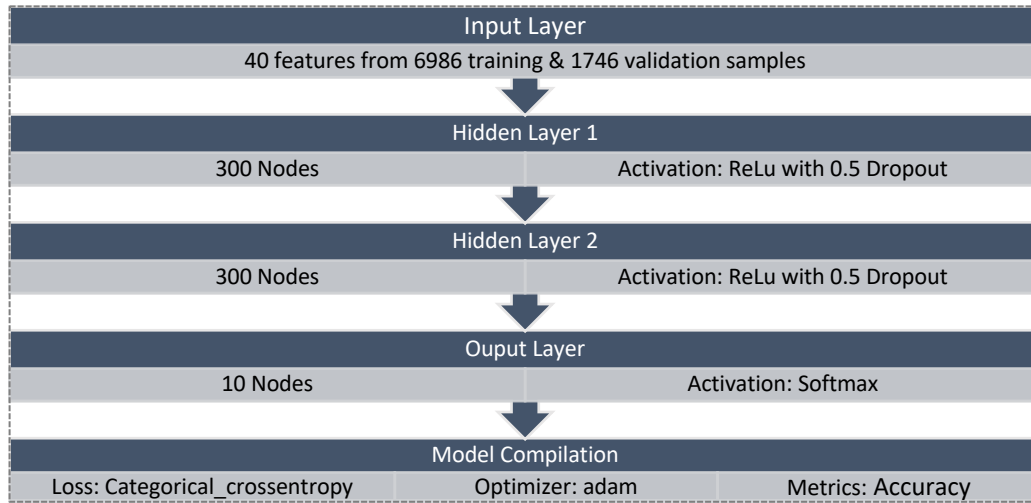 Input Layer
40 features from 6986 training & 1746 validation samples
Hidden Layer 1
300 Nodes Activation: ReLu with 0.5 Dropout
Hidden Layer 2
300 Nodes Activation: ReLu with 0.5 Dropout
Ouput Layer
10 Nodes Activation: Softmax
Model Compilation
Loss: Categorical_crossentropy Optimizer: adam Metrics: Accuracy